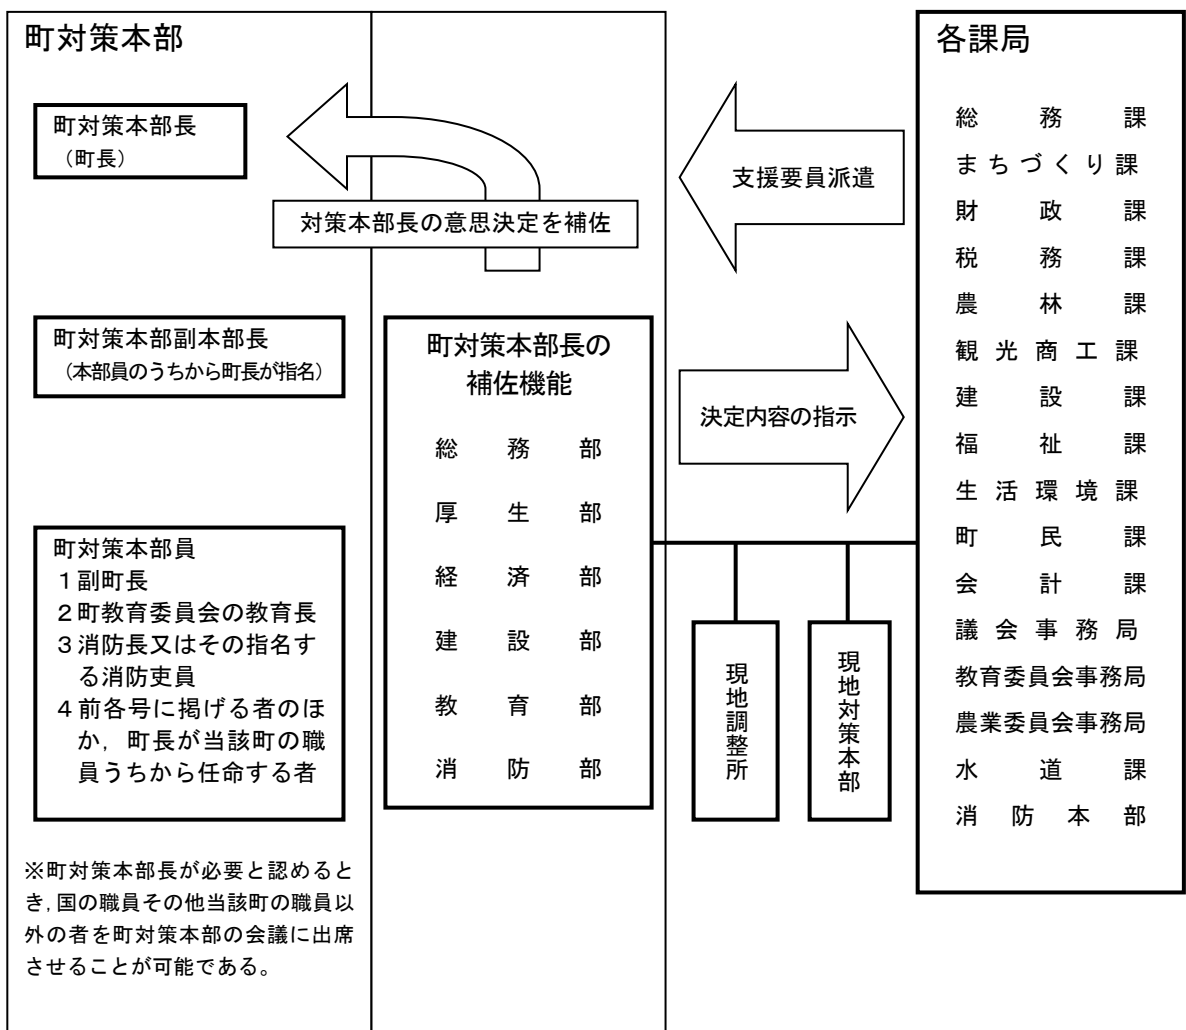 町対策本部
町対策本部長
（町長）
対策本部長の意思決定を補佐
町対策本部副本部長
（本部員のうちから町長が指名）
町対策本部員
1副町長
2町教育委員会の教育長
3消防長又はその指名す
る消防吏員
4前各号に掲げる者のほ
か，町長が当該町の職
員うちから任命する者
※町対策本部長が必要と認めると
き,国の職員その他当該町の職員以
外の者を町対策本部の会議に出席
させることが可能である。
町対策本部長の
補佐機能
総務部
厚生部
経済部
建設部
教育部
消防部
支援要員派遣
決定内容の指示
現地調整所
現地対策本部
各課局
総務課
まちづくり課
財政課
税務課
農林課
観光商工課
建設課
福祉課
生活環境課
町民課
会計課
議会事務局
教育委員会事務局
農業委員会事務局
水道課
消防本部